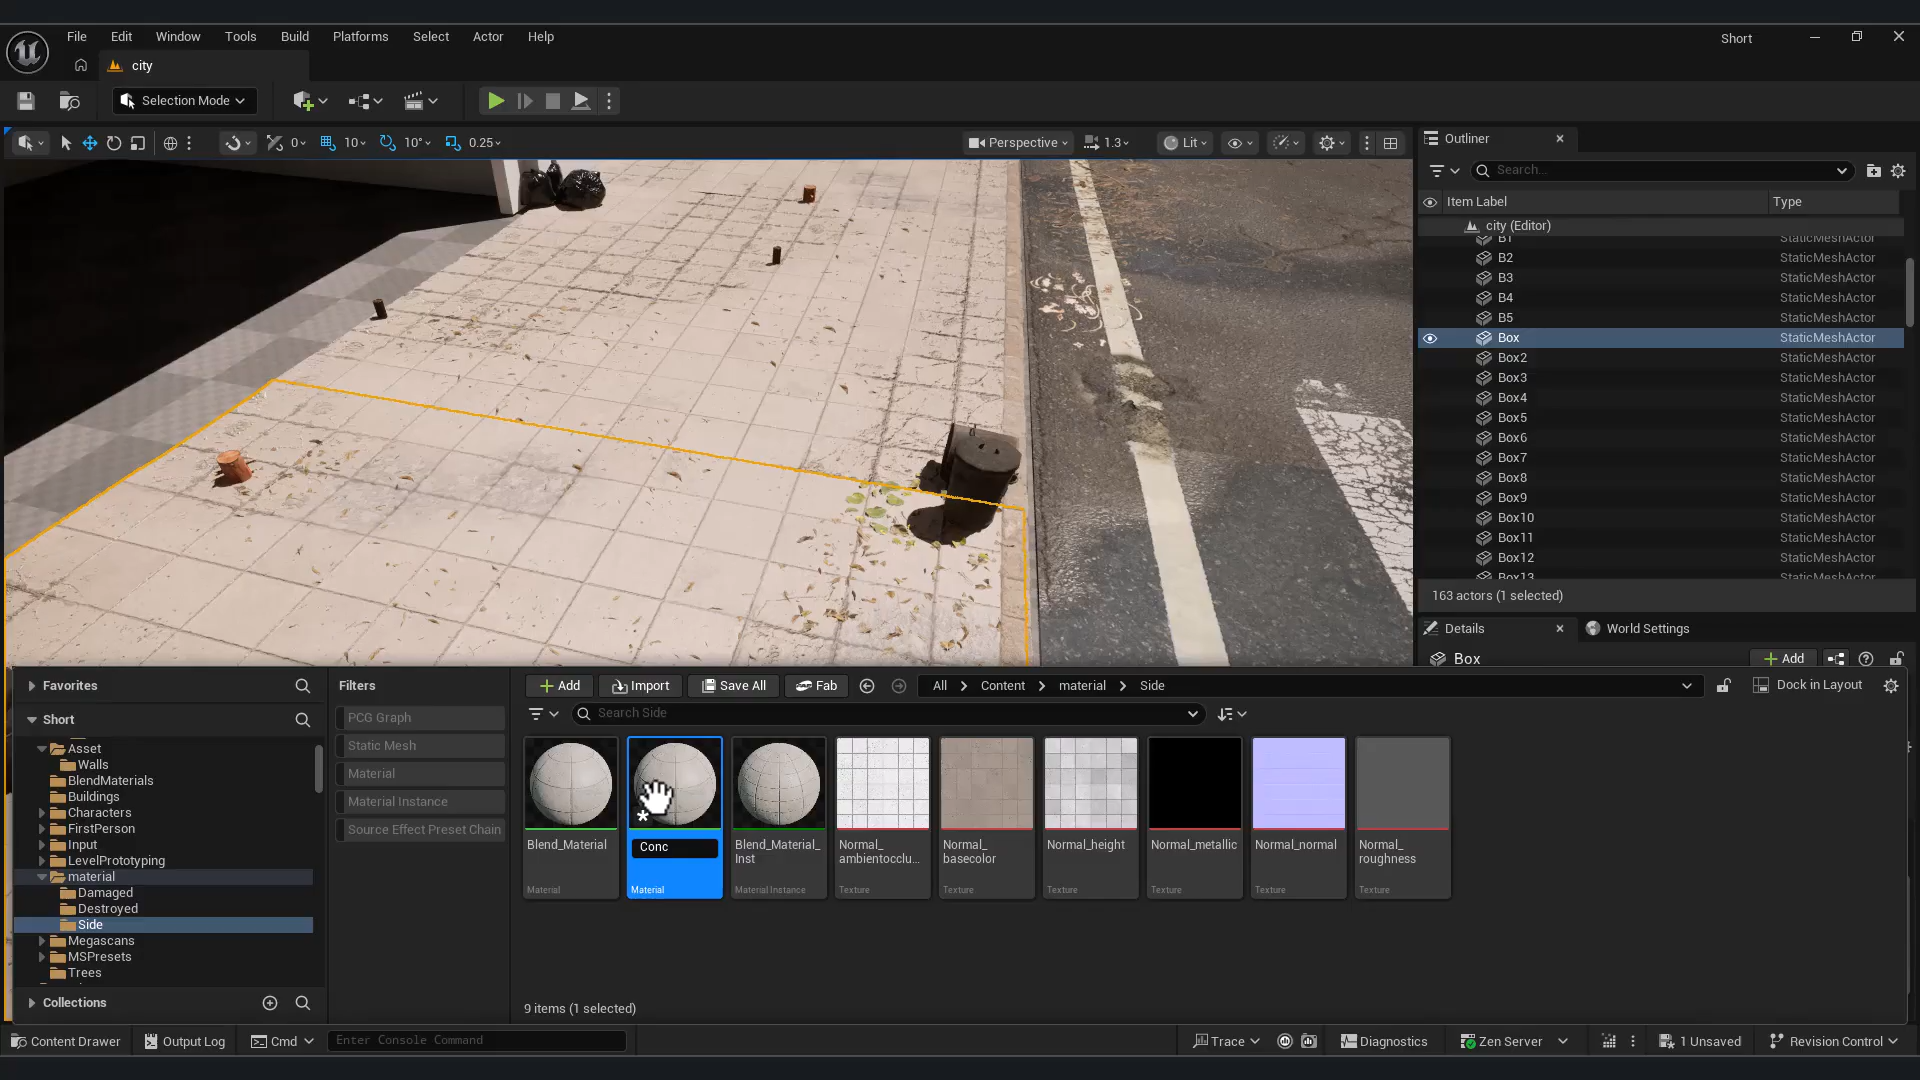 File Edit Window Tools Build Platforms Select Actor Help
Short
city
Selection Mode
0 10 10° 0.25
Perspective 1.3 Lit
Outliner
Search...
Item Label Type
city (Editor)
B1 StaticMeshActor
B2 StaticMeshActor
B3 StaticMeshActor
B4 StaticMeshActor
B5 StaticMeshActor
Box StaticMeshActor
Box2 StaticMeshActor
Box3 StaticMeshActor
Box4 StaticMeshActor
Box5 StaticMeshActor
Box6 StaticMeshActor
Box7 StaticMeshActor
Box8 StaticMeshActor
Box9 StaticMeshActor
Box10 StaticMeshActor
Box11 StaticMeshActor
Box12 StaticMeshActor
Box13 StaticMeshActor
163 actors (1 selected)
Details World Settings
Box Add
Favorites
Short
Asset
Walls
BlendMaterials
Buildings
Characters
FirstPerson
Input
LevelPrototyping
material
Damaged
Destroyed
Side
Megascans
MSPresets
Trees
Collections
Filters
PCG Graph
Static Mesh
Material
Material Instance
Source Effect Preset Chain
Add Import Save All Fab All Content material Side Dock in Layout
Search Side
Blend_Material
Material
Conc
Material
Blend_Material_
Inst
Material Instance
Normal_
ambientocclu...
Texture
Normal_
basecolor
Texture
Normal_height
Texture
Normal_metallic
Texture
Normal_normal
Texture
Normal_
roughness
Texture
9 items (1 selected)
Content Drawer Output Log Cmd Enter Console Command Trace Diagnostics Zen Server 1 Unsaved Revision Control